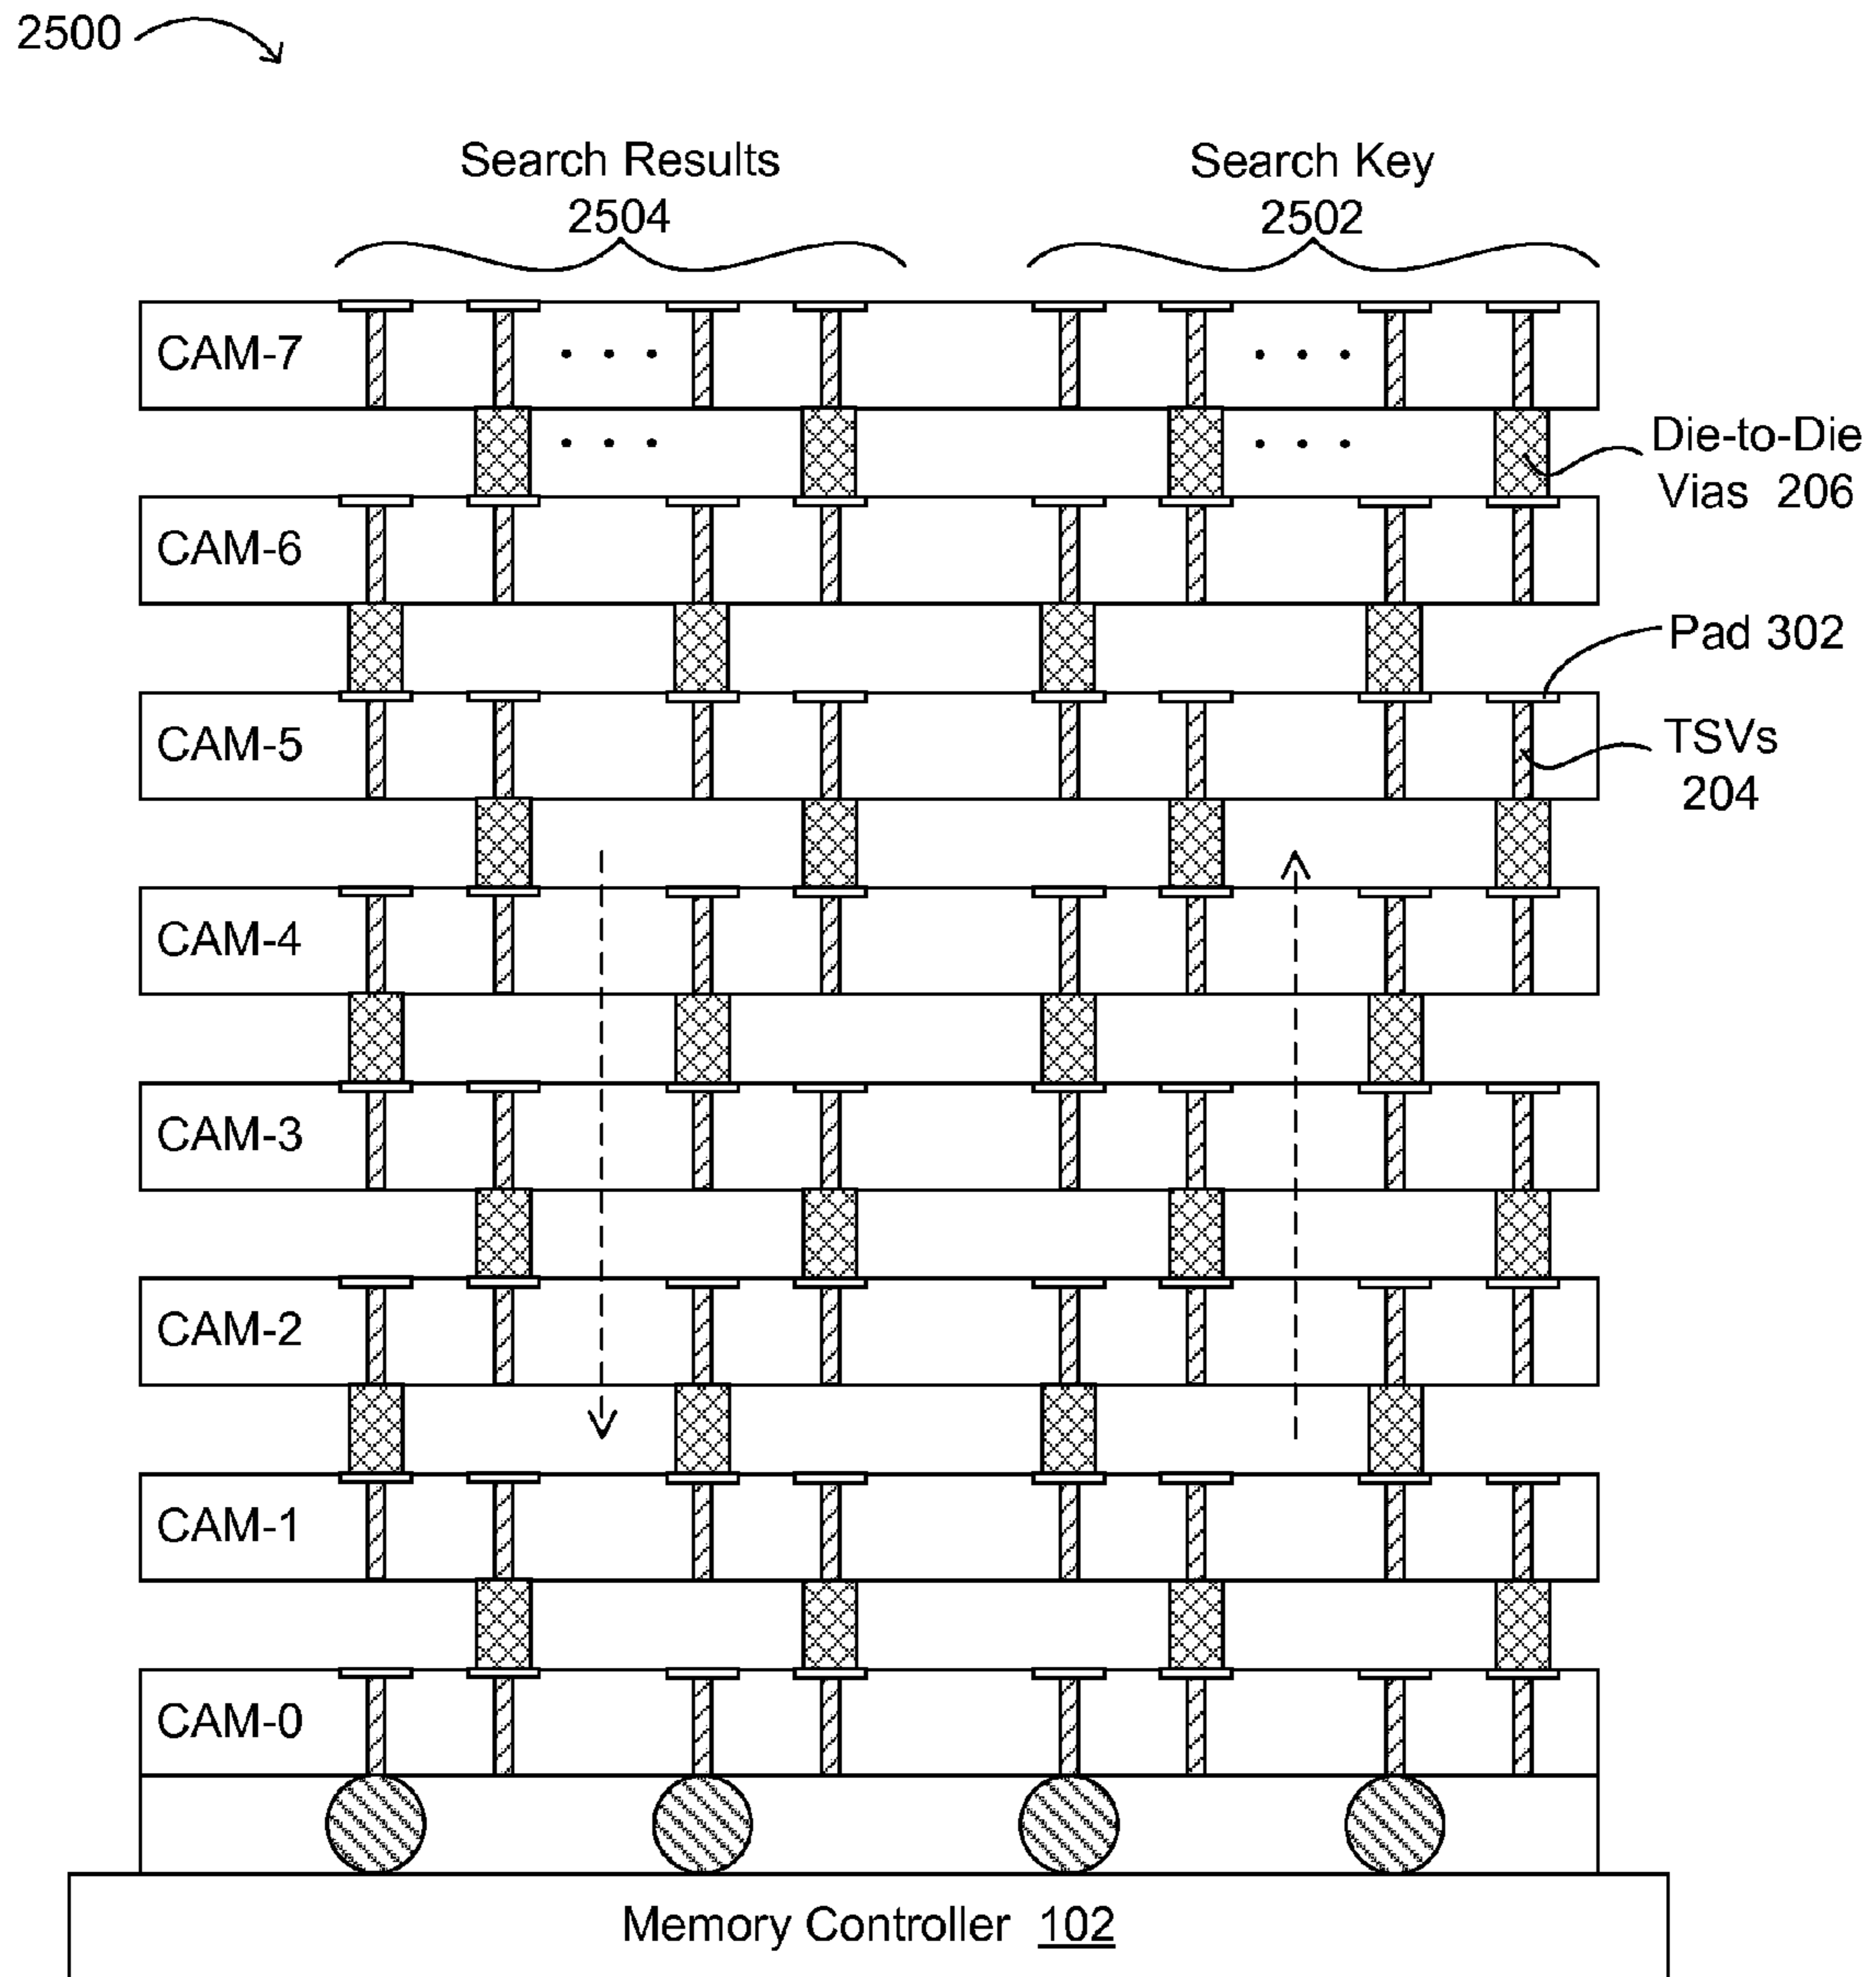 2500
Search Results
2504
Search Key
2502
CAM-7
Die-to-Die
Vias 206
CAM-6
Pad 302
CAM-5
TSVs
204
CAM-4
CAM-3
CAM-2
CAM-1
CAM-0
Memory Controller 102